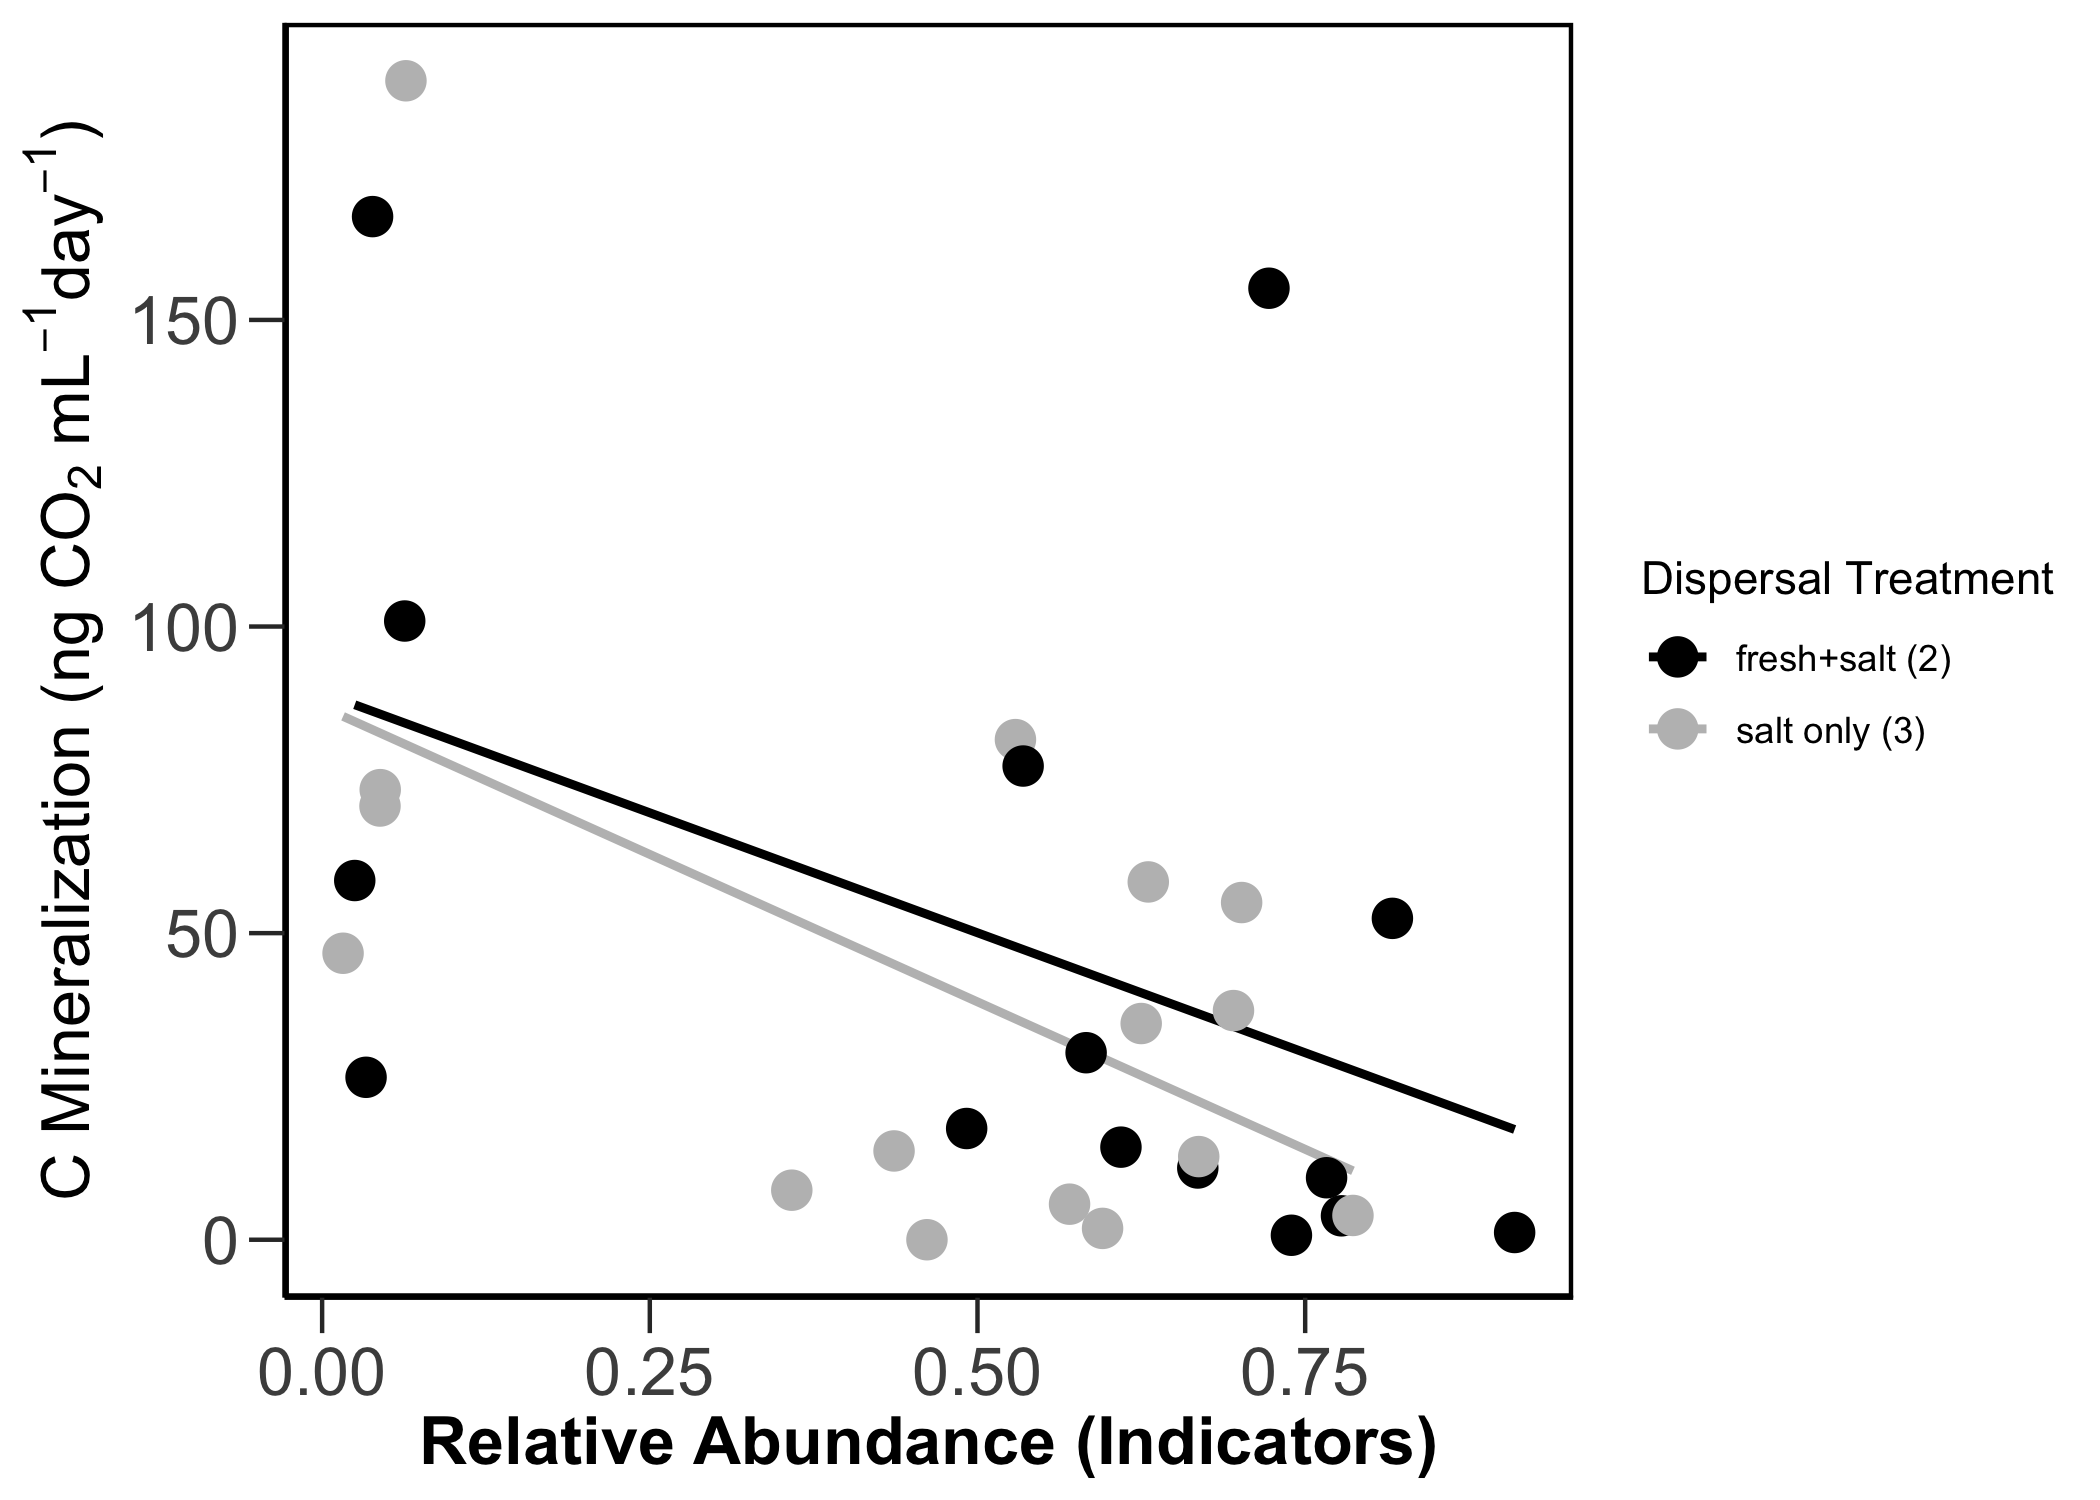 C Mineralization (ng CO₂ mL⁻¹day⁻¹)
150
100
50
0
0.00 0.25 0.50 0.75
Relative Abundance (Indicators)
Dispersal Treatment
fresh+salt (2)
salt only (3)